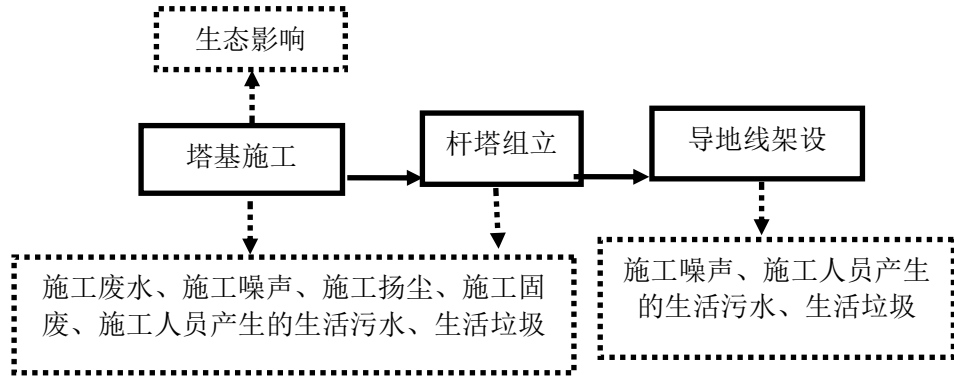 生态影响
塔基施工
杆塔组立
导地线架设
施工废水、施工噪声、施工扬尘、施工固
废、施工人员产生的生活污水、生活垃圾
施工噪声、施工人员产生
的生活污水、生活垃圾